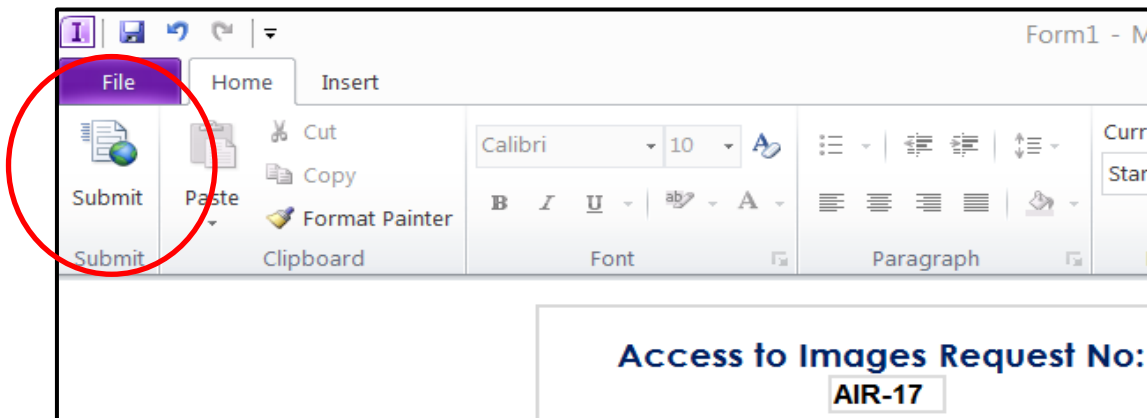 Form1 - M
File Home Insert
Submit
Paste
Cut
Copy
Format Painter
Calibri 10
B I U ab A
Curr
Star
Submit Clipboard Font Paragraph
Access to Images Request No:
AIR-17